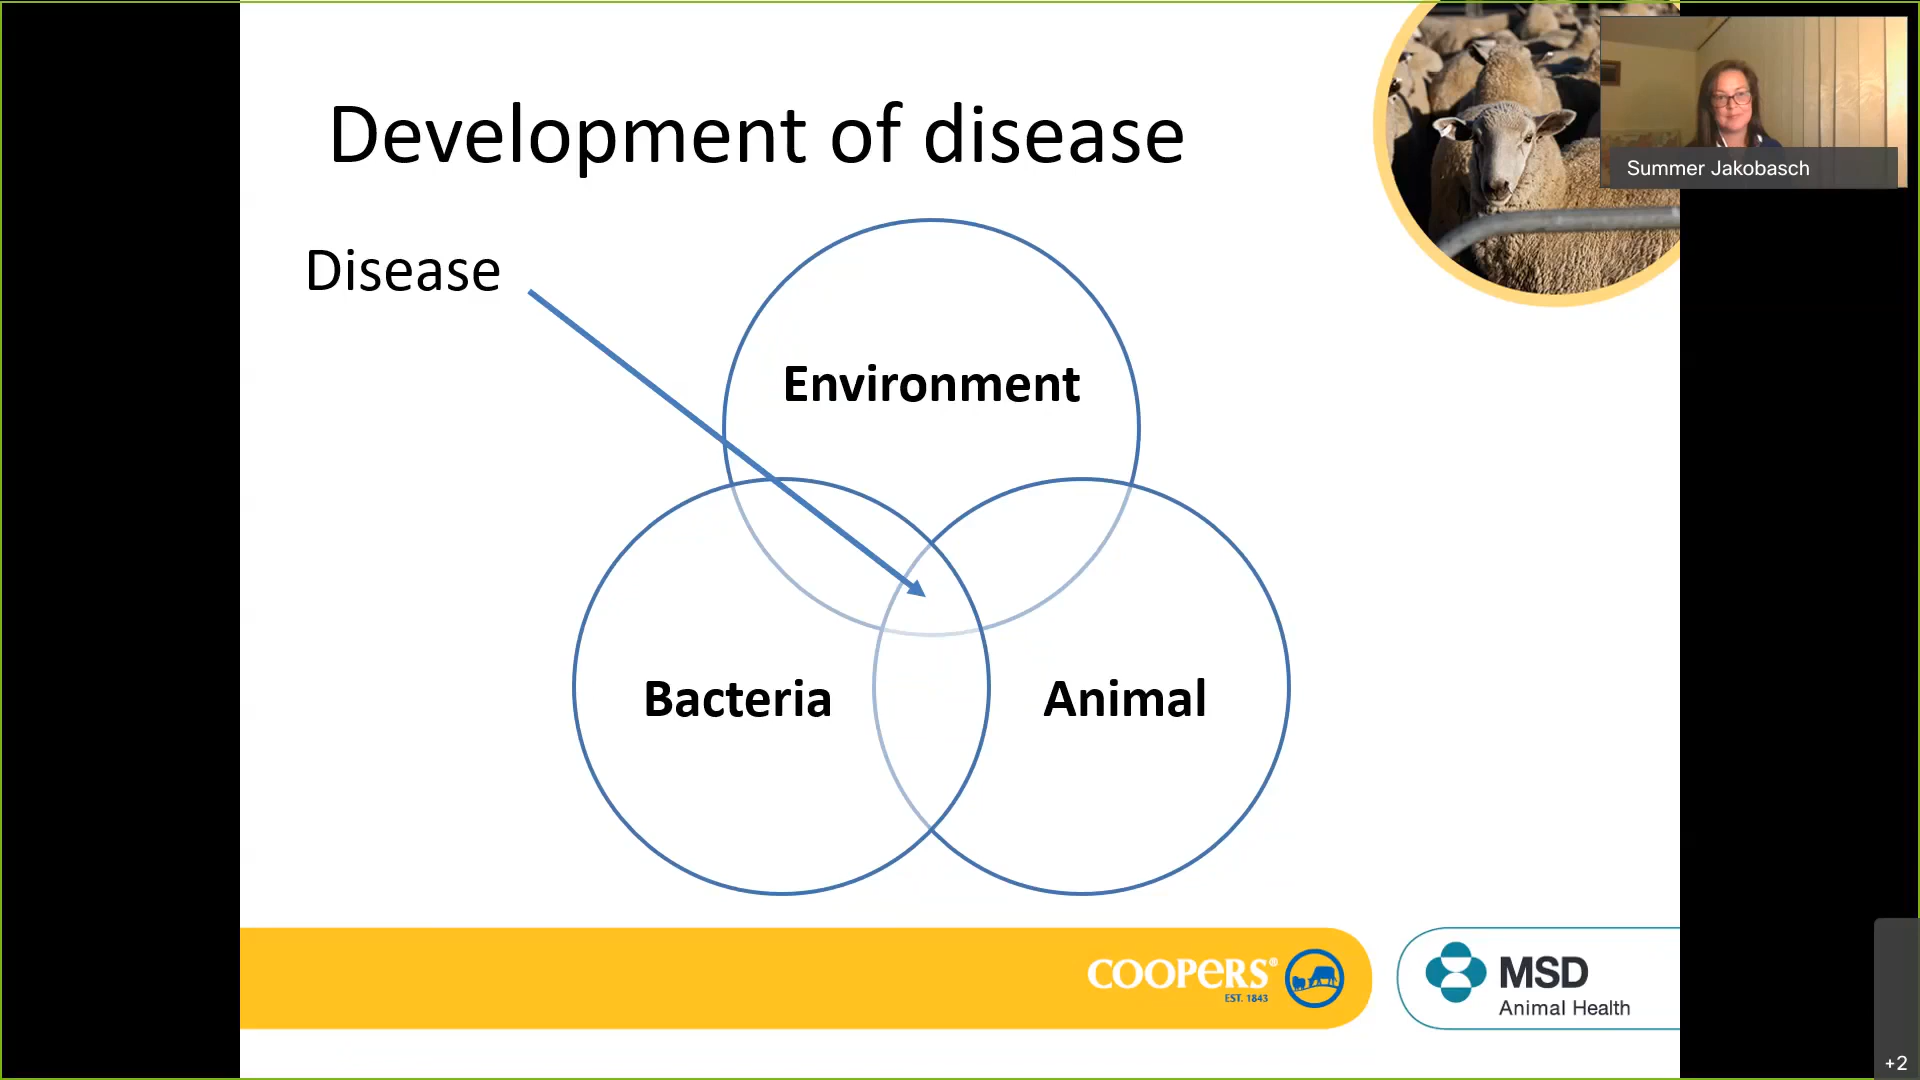 Development of disease
Summer Jakobasch
Disease
Environment
Bacteria
Animal
COOPERS®
EST. 1843
MSD
Animal Health
+2